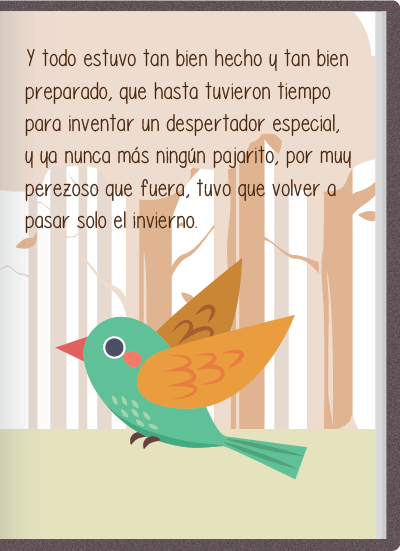 Y todo estuvo tan bien hecho y tan bien
preparado, que hasta tuvieron tiempo
para inventar un despertador especial,
y ya nunca más ningún pajarito, por muy
perezoso que fuera, tuvo que volver a
pasar solo el invierno.